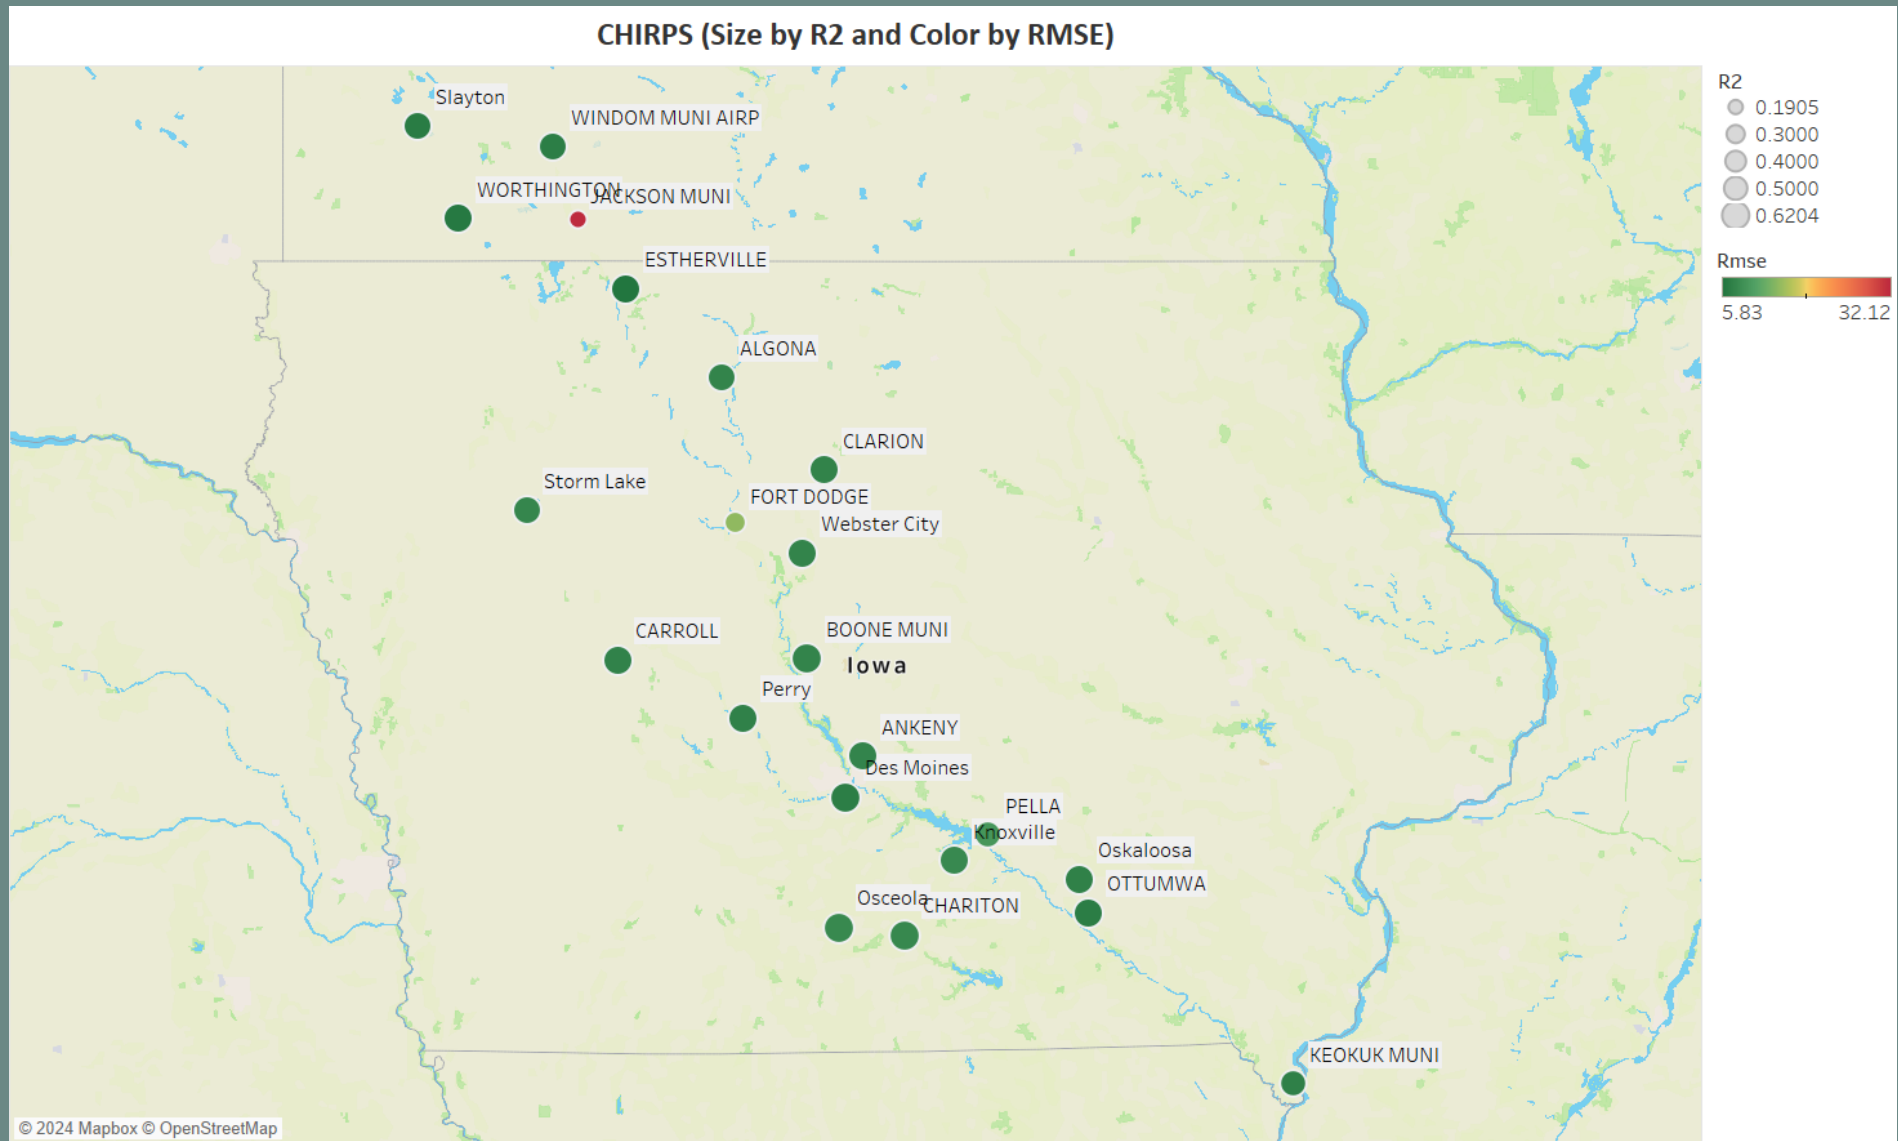 CHIRPS (Size by R2 and Color by RMSE)
Slayton
WINDOM MUNI AIRP
WORTHINGTON
JACKSON MUNI
ESTHERVILLE
ALGONA
CLARION
Storm Lake
FORT DODGE
Webster City
CARROLL
BOONE MUNI
Iowa
Perry
ANKENY
Des Moines
PELLA
Knoxville
Oskaloosa
OTTUMWA
Osceola
CHARITON
KEOKUK MUNI
© 2024 Mapbox © OpenStreetMap
R2
0.1905
0.3000
0.4000
0.5000
0.6204
Rmse
5.83 32.12